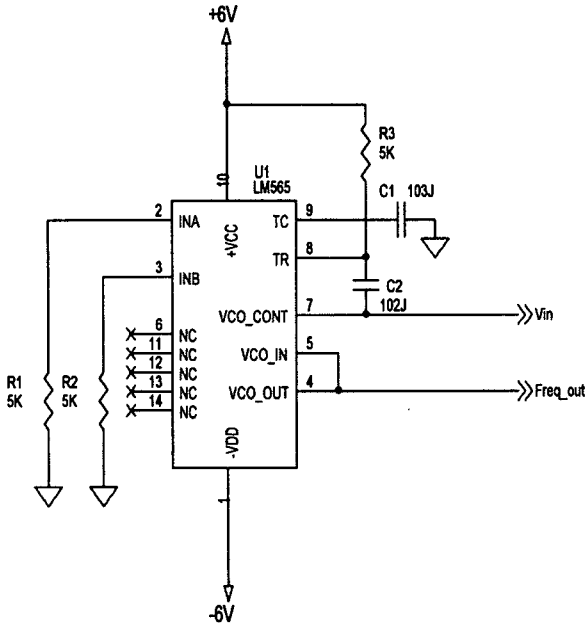 +6V
R3
5K
U1
LM565
10
C1 103J
2
INA
+VCC
TC
9
3
INB
TR
8
C2
102J
VCO_CONT
7
Vin
6
NC
11
NC
12
NC
13
NC
14
NC
VCO_IN
5
VCO_OUT
4
Freq_out
R1
5K
R2
5K
-VDD
1
-6V